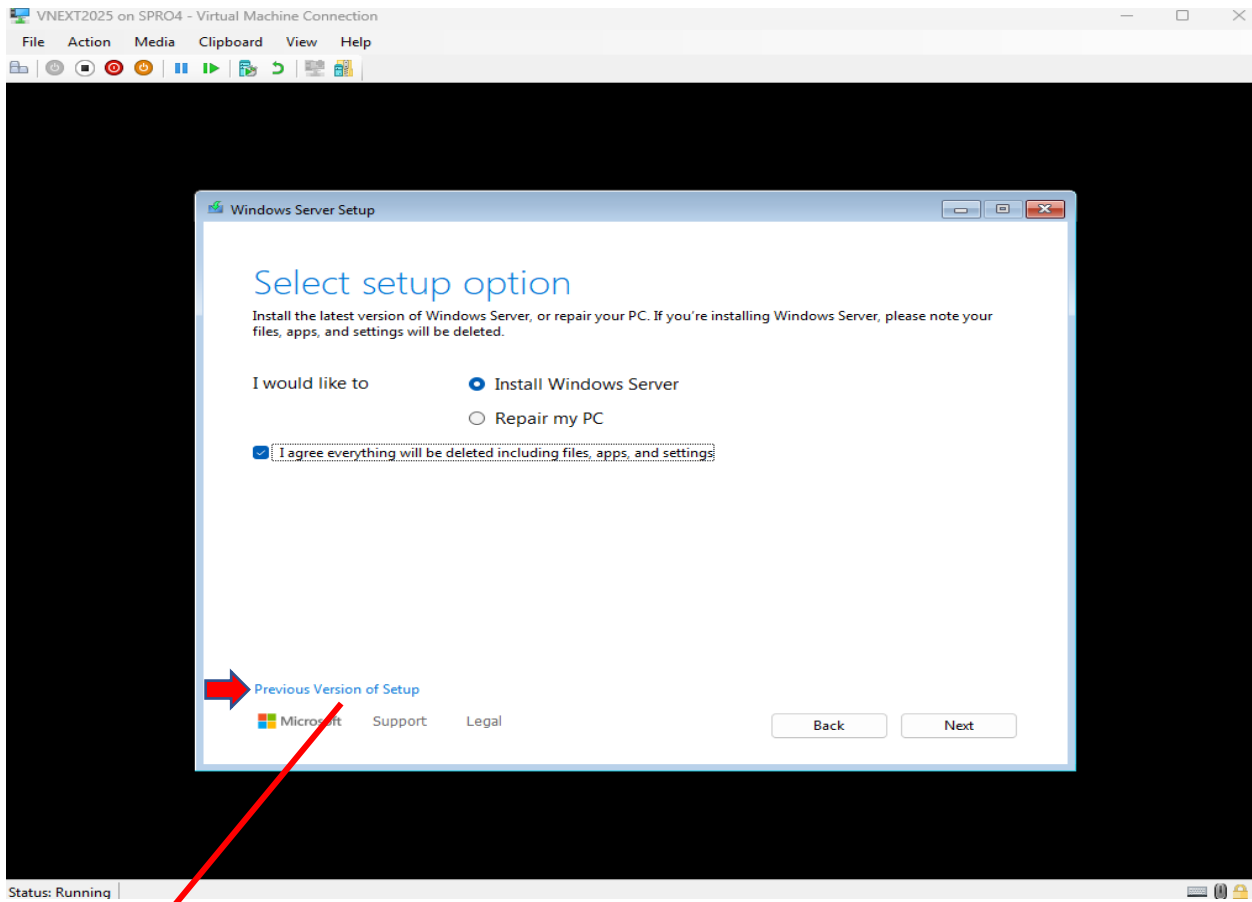 VNEXT2025 on SPRO4 - Virtual Machine Connection
File Action Media Clipboard View Help
Windows Server Setup
Select setup option
Install the latest version of Windows Server, or repair your PC. If you're installing Windows Server, please note your
files, apps, and settings will be deleted.
I would like to
Install Windows Server
Repair my PC
I agree everything will be deleted including files, apps, and settings
Previous Version of Setup
Microsoft Support Legal
Back Next
Status: Running